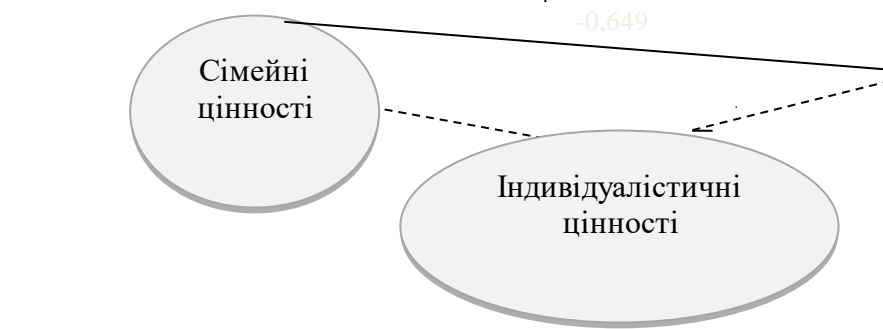 -0,649
Сімейні
цінності
Індивідуалістичні
цінності